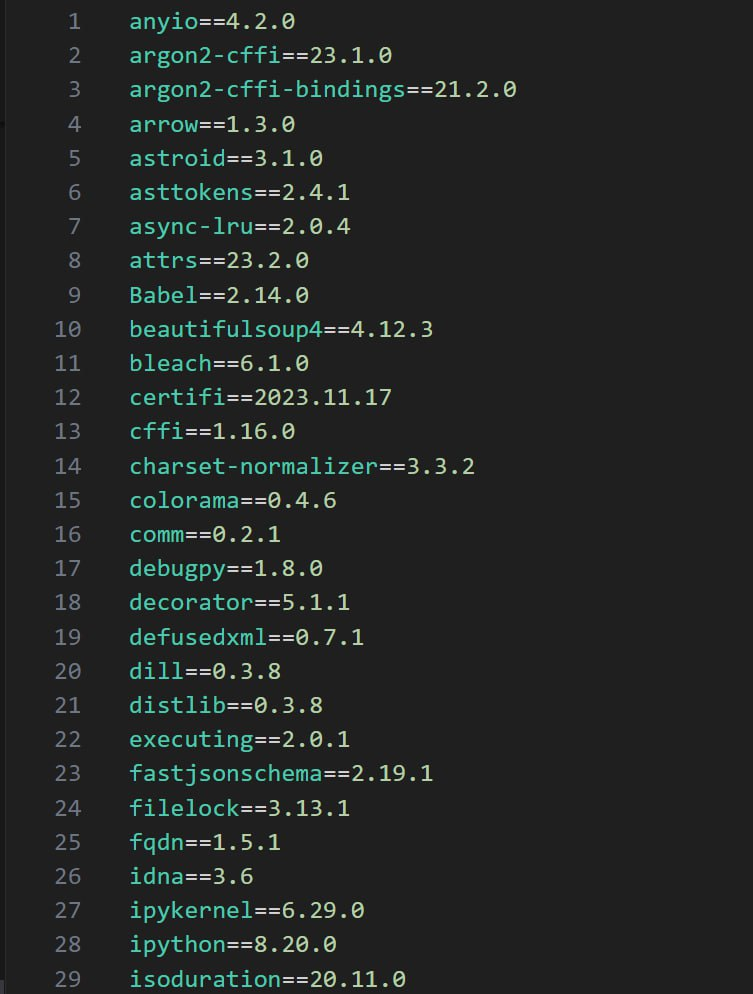 1 anyio==4.2.0
2 argon2-cffi==23.1.0
3 argon2-cffi-bindings==21.2.0
4 arrow==1.3.0
5 astroid==3.1.0
6 asttokens==2.4.1
7 async-lru==2.0.4
8 attrs==23.2.0
9 Babel==2.14.0
10 beautifulsoup4==4.12.3
11 bleach==6.1.0
12 certifi==2023.11.17
13 cffi==1.16.0
14 charset-normalizer==3.3.2
15 colorama==0.4.6
16 comm==0.2.1
17 debugpy==1.8.0
18 decorator==5.1.1
19 defusedxml==0.7.1
20 dill==0.3.8
21 distlib==0.3.8
22 executing==2.0.1
23 fastjsonschema==2.19.1
24 filelock==3.13.1
25 fqdn==1.5.1
26 idna==3.6
27 ipykernel==6.29.0
28 ipython==8.20.0
29 isoduration==20.11.0